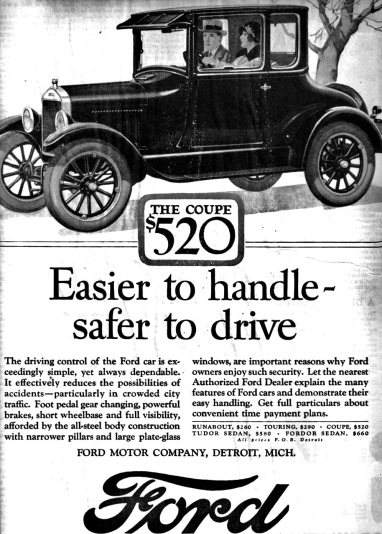 THE COUPE
$520
Easier to handle-
safer to drive
The driving control of the Ford car is ex-
ceedingly simple, yet always dependable.
It effectively reduces the possibilities of
accidents—particularly in crowded city
traffic. Foot pedal gear changing, powerful
brakes, short wheelbase and full visibility,
afforded by the all-steel body construction
with narrower pillars and large plate-glass
windows, are important reasons why Ford
owners enjoy such security. Let the nearest
Authorized Ford Dealer explain the many
features of Ford cars and demonstrate their
easy handling. Get full particulars about
convenient time payment plans.
RUNABOUT, $260 · TOURING, $290 · COUPE, $520
TUDOR SEDAN, $580 · FORDOR SEDAN, $660
All prices F. O. B. Detroit
FORD MOTOR COMPANY, DETROIT, MICH.
Ford